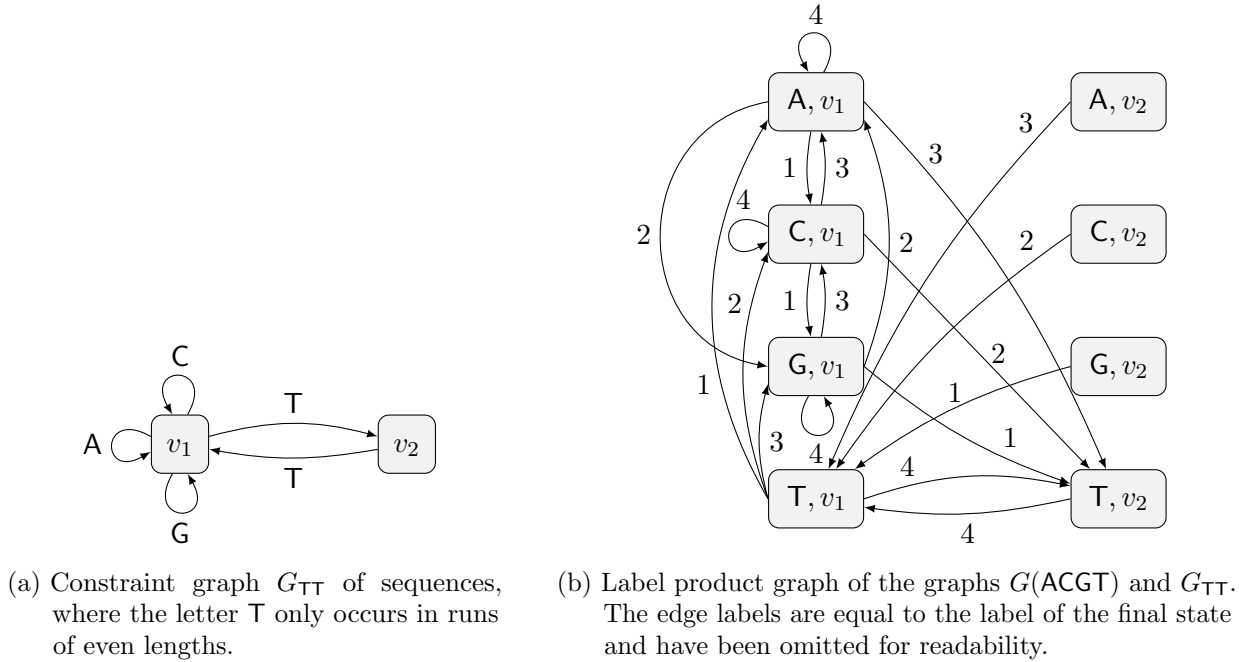 4
A, v1
A, v2
3
3
1
3
4
2
C, v1
C, v2
2
2
2
1
3
C
G, v1
G, v2
2
T
1
1
1
A
v1
v2
4
3
4
T
T, v1
T, v2
G
4
(a) Constraint graph GTT of sequences,
where the letter T only occurs in runs
of even lengths.
(b) Label product graph of the graphs G(ACGT) and GTT.
The edge labels are equal to the label of the final state
and have been omitted for readability.